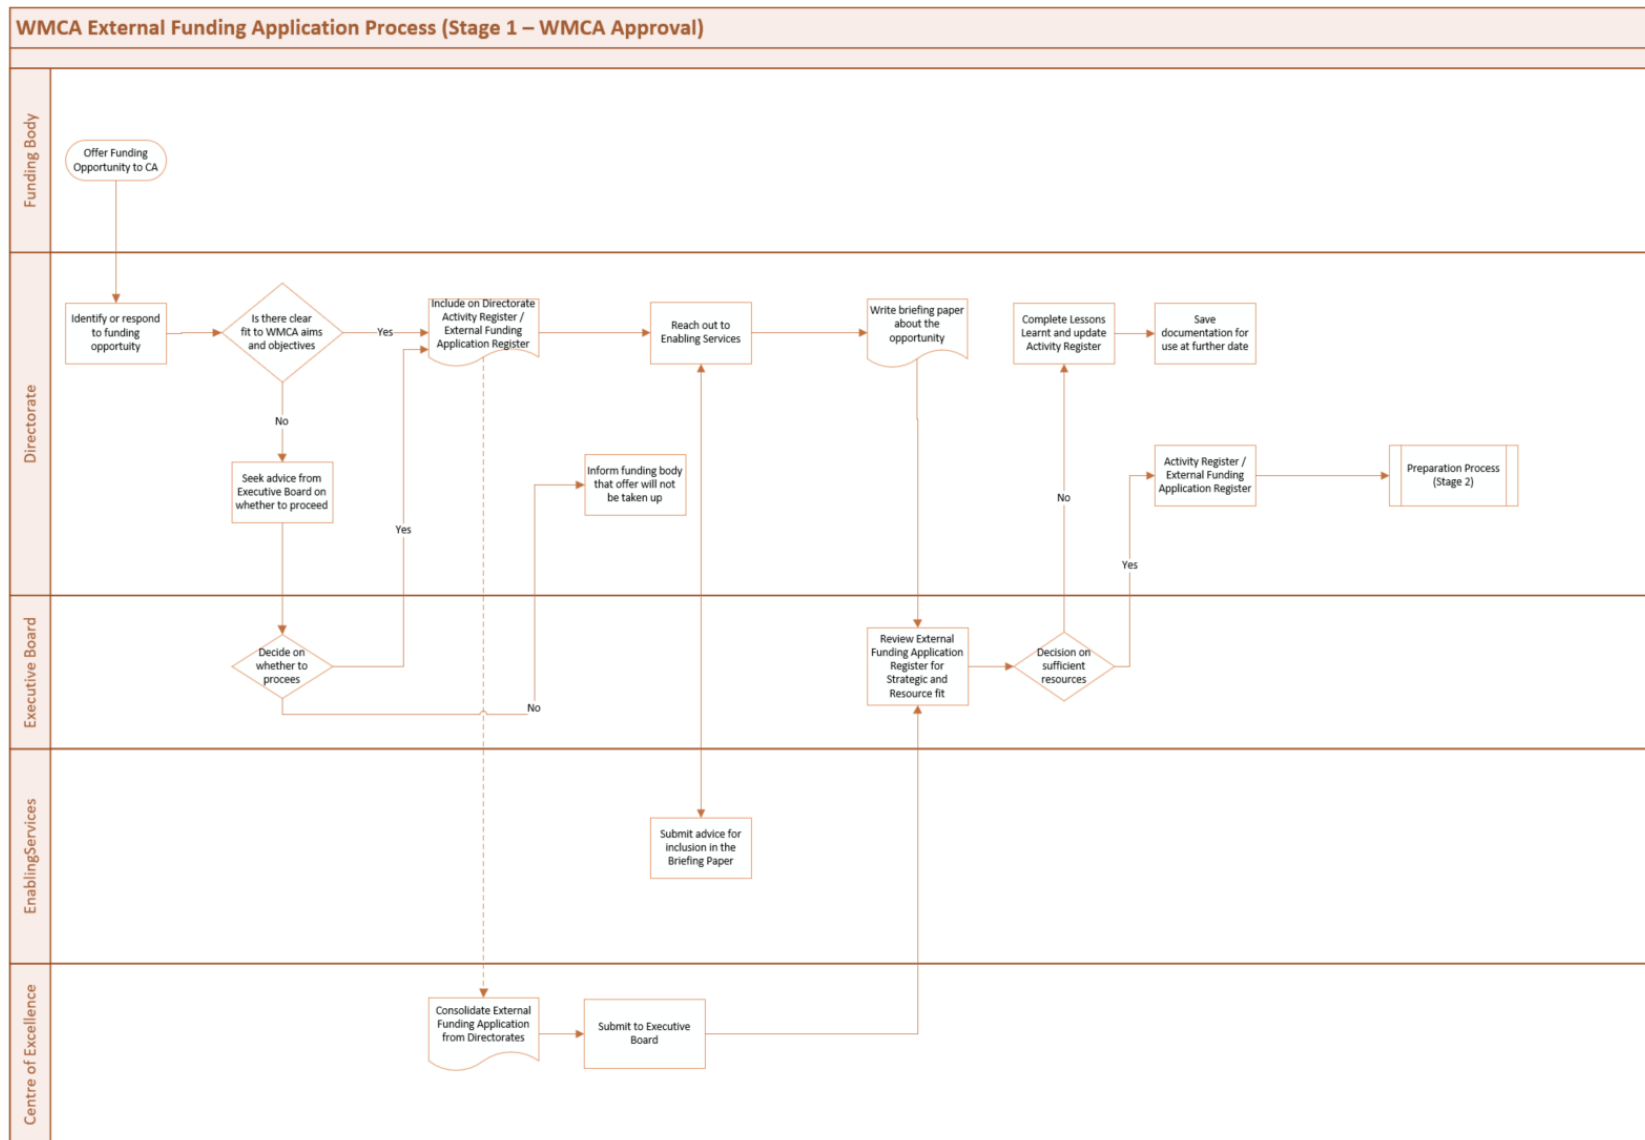 WMCA External Funding Application Process (Stage 1 – WMCA Approval)
Funding Body
Offer Funding
Opportunity to CA
Directorate
Identify or respond
to funding
opportuity
Is there clear
fit to WMCA aims
and objectives
Yes
No
Include on Directorate
Activity Register /
External Funding
Application Register
Reach out to
Enabling Services
Write briefing paper
about the
opportunity
Complete Lessons
Learnt and update
Activity Register
Save
documentation for
use at further date
Seek advice from
Executive Board on
whether to proceed
Yes
Inform funding body
that offer will not
be taken up
No
Yes
Activity Register /
External Funding
Application Register
Preparation Process
(Stage 2)
Executive Board
Decide on
whether to
procees
No
Review External
Funding Application
Register for
Strategic and
Resource fit
Decision on
sufficient
resources
EnablingServices
Submit advice for
inclusion in the
Briefing Paper
Centre of Excellence
Consolidate External
Funding Application
from Directorates
Submit to Executive
Board